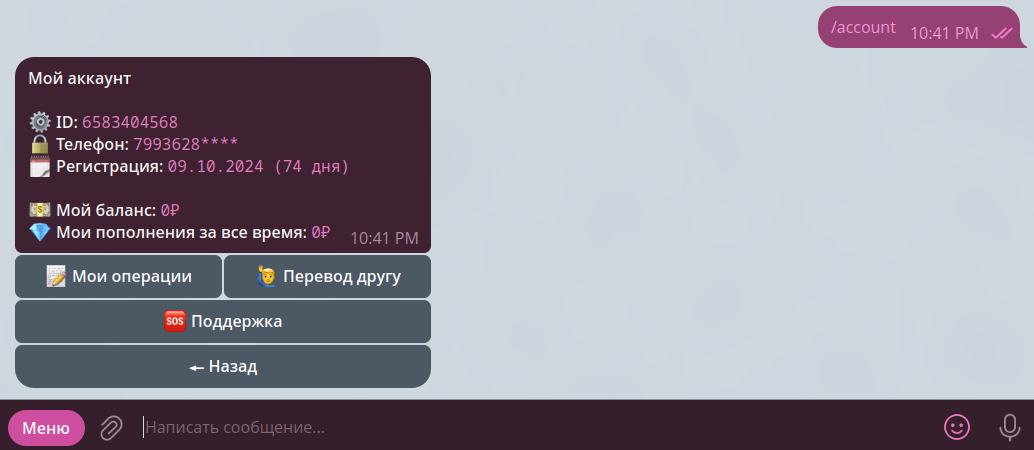 /account 10:41 PM
Мой аккаунт
ID: 6583404568
Телефон: 7993628****
Регистрация: 09.10.2024 (74 дня)
Мой баланс: 0₽
Мои пополнения за все время: 0₽ 10:41 PM
Мои операции
Перевод другу
SOS Поддержка
← Назад
Меню
Написать сообщение...